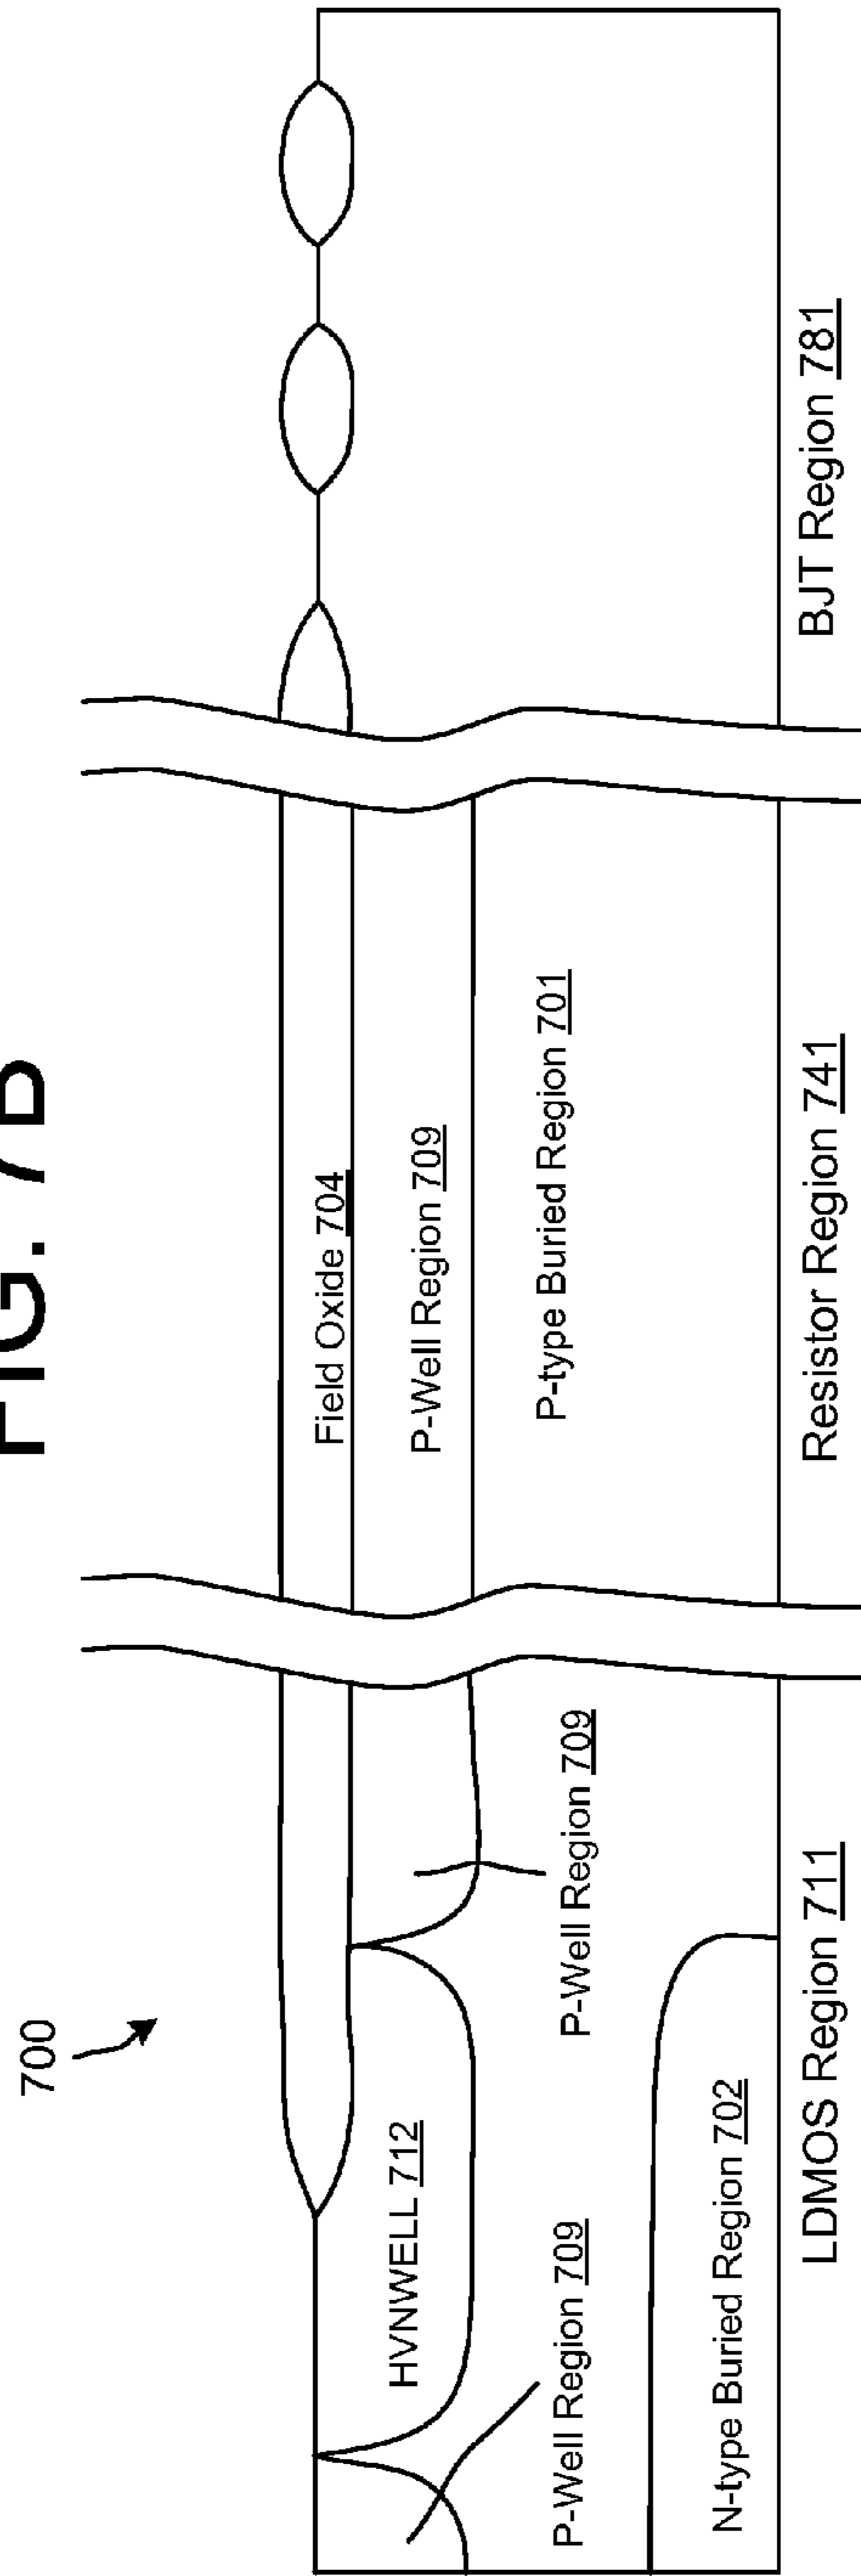 FIG. 7B
700
Field Oxide 704
HVNWELL 712
P-Well Region 709
P-Well Region 709
P-Well Region 709
P-type Buried Region 701
N-type Buried Region 702
LDMOS Region 711
Resistor Region 741
BJT Region 781